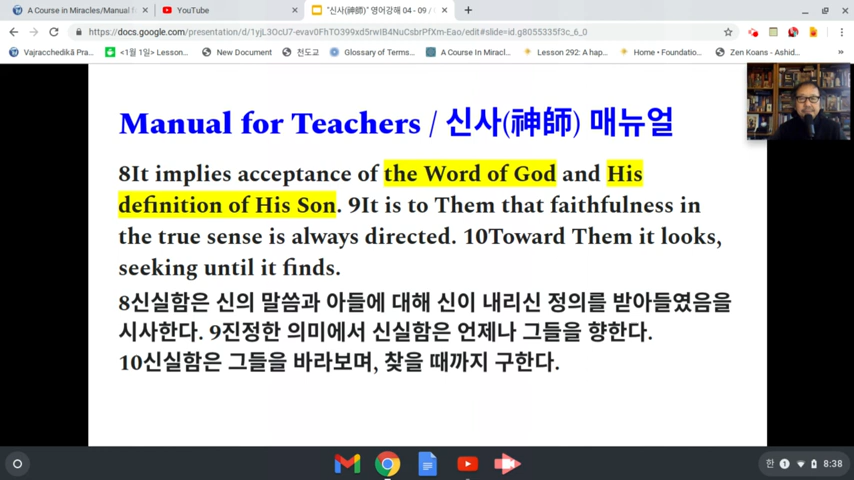 A Course in Miracles/Manual f
YouTube
"신사(神師)" 영어강해 04 - 09 /
https://docs.google.com/presentation/d/1yjL3OcU7-evav0FhTO399xd5rwIB4NuCsbrPfXm-Eao/edit#slide=id.g8055335f3c_6_0
Vajracchedikā Pra...
<1월 1일> Lesson...
New Document
천도교
Glossary of Terms...
A Course In Miracl...
Lesson 292: A hap...
Home • Foundatio...
Zen Koans - Ashid...
Manual for Teachers / 신사(神師) 매뉴얼
8It implies acceptance of the Word of God and His
definition of His Son. 9It is to Them that faithfulness in
the true sense is always directed. 10Toward Them it looks,
seeking until it finds.
8신실함은 신의 말씀과 아들에 대해 신이 내리신 정의를 받아들였음을
시사한다. 9진정한 의미에서 신실함은 언제나 그들을 향한다.
10신실함은 그들을 바라보며, 찾을 때까지 구한다.
한
1
8:38